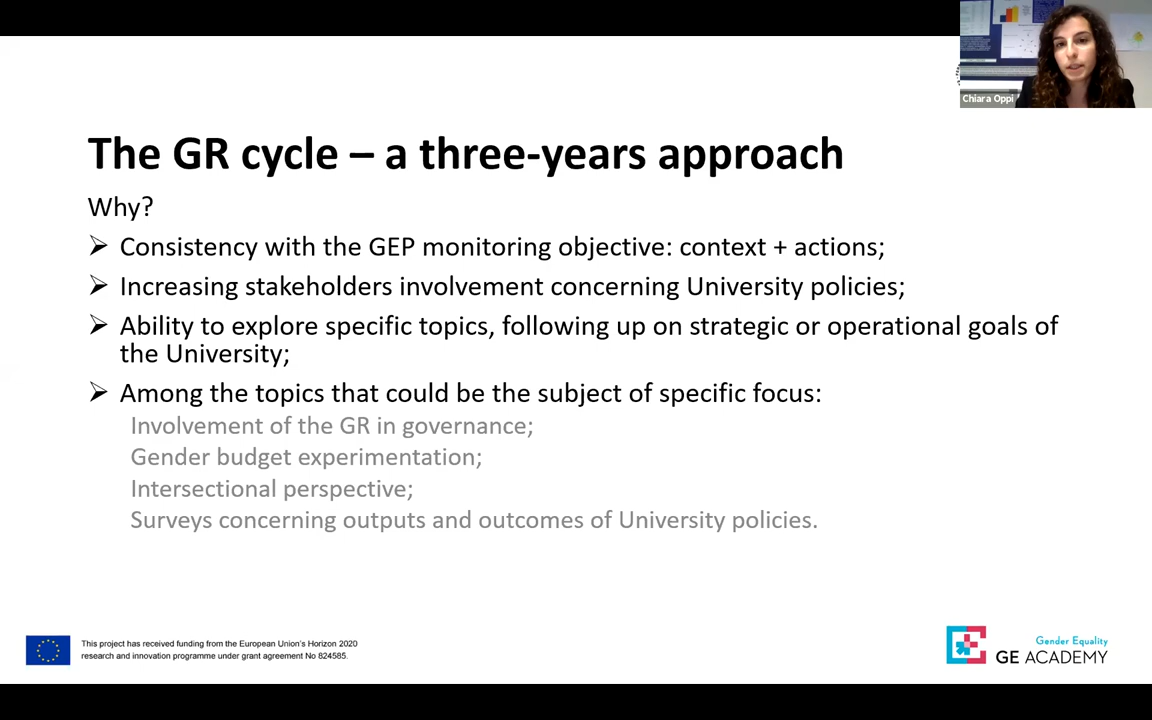 Chiara Oppi
The GR cycle – a three-years approach
Why?
➢ Consistency with the GEP monitoring objective: context + actions;
➢ Increasing stakeholders involvement concerning University policies;
➢ Ability to explore specific topics, following up on strategic or operational goals of
the University;
➢ Among the topics that could be the subject of specific focus:
Involvement of the GR in governance;
Gender budget experimentation;
Intersectional perspective;
Surveys concerning outputs and outcomes of University policies.
This project has received funding from the European Union's Horizon 2020
research and innovation programme under grant agreement No 824585.
Gender Equality
GE ACADEMY